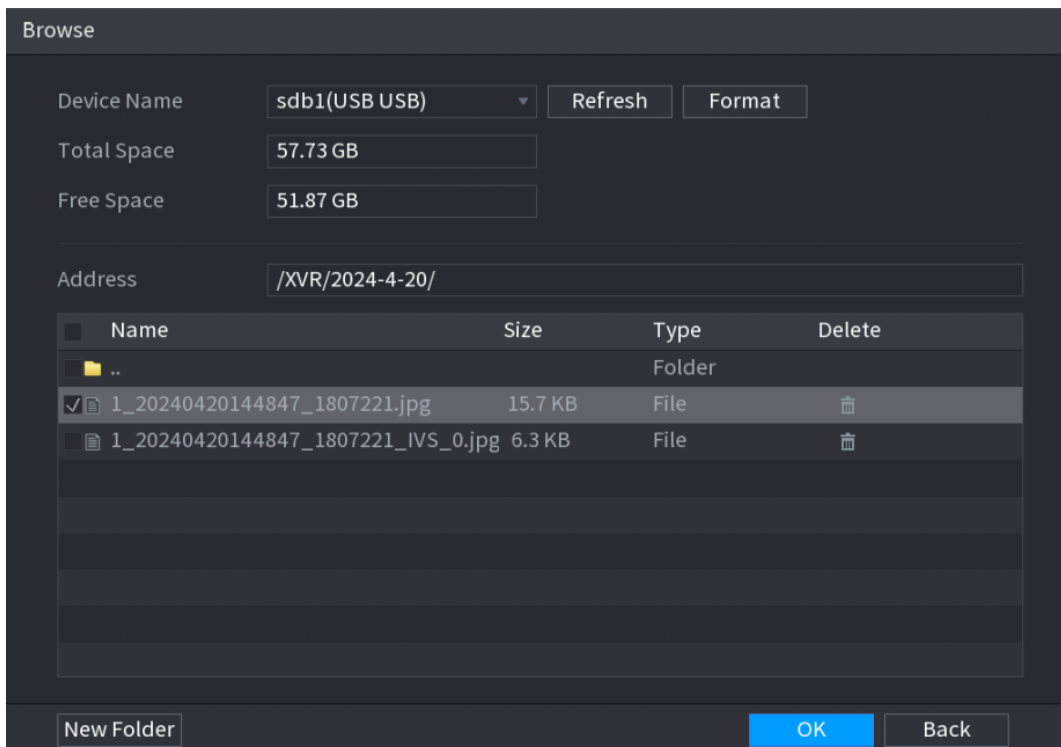 Browse
Device Name sdb1(USB USB) Refresh Format
Total Space 57.73 GB
Free Space 51.87 GB
Address /XVR/2024-4-20/
Name Size Type Delete
.. Folder
1_20240420144847_1807221.jpg 15.7 KB File
1_20240420144847_1807221_IVS_0.jpg 6.3 KB File
New Folder OK Back